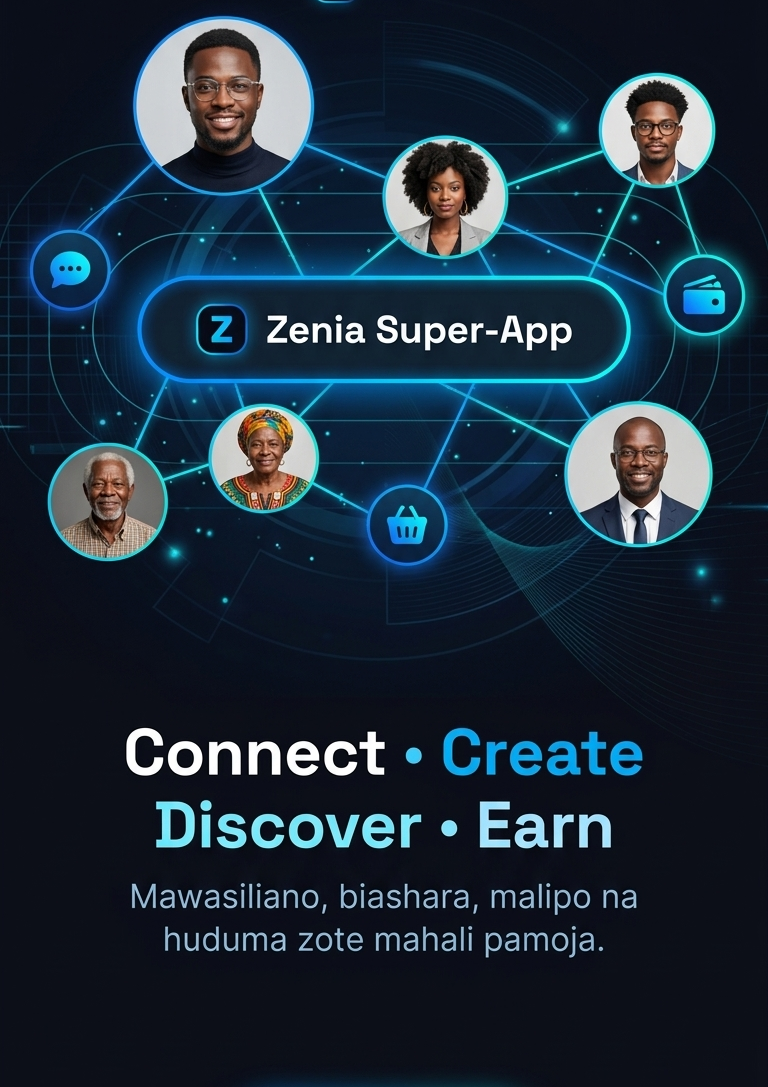 Z Zenia Super-App
Connect • Create
Discover • Earn
Mawasiliano, biashara, malipo na
huduma zote mahali pamoja.